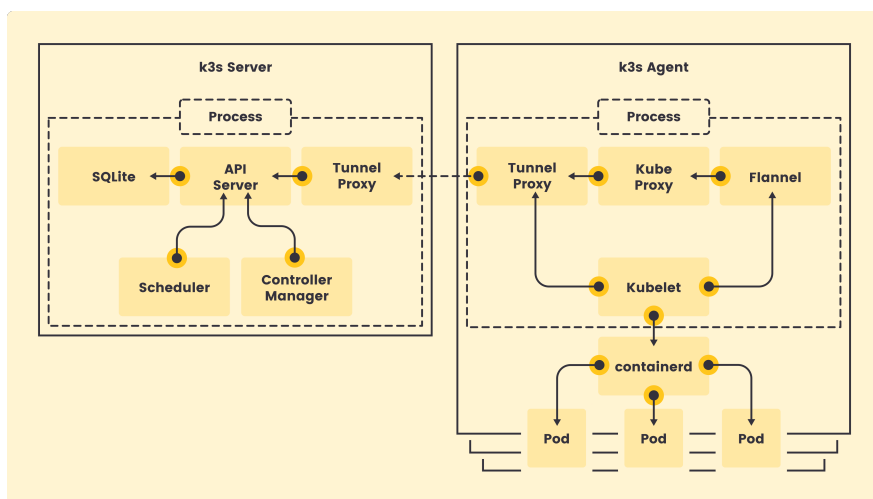 k3s Server
k3s Agent
Process
Process
SQLite
API
Server
Tunnel
Proxy
Tunnel
Proxy
Kube
Proxy
Flannel
Scheduler
Controller
Manager
Kubelet
containerd
Pod
Pod
Pod